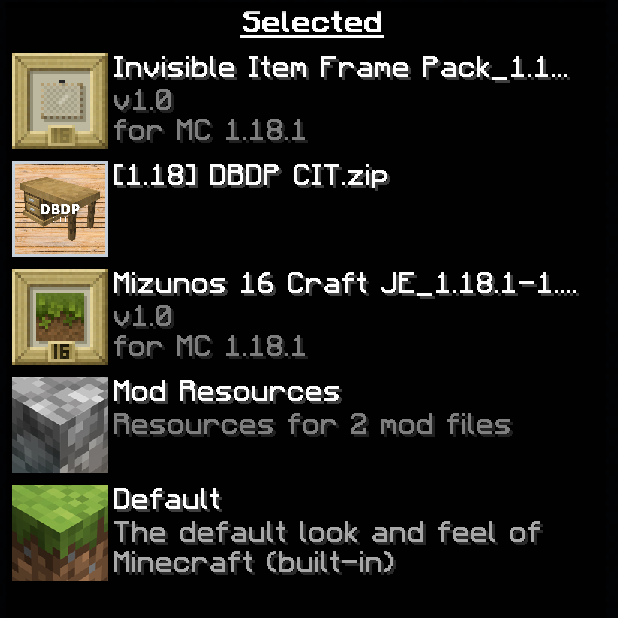 Selected
Invisible Item Frame Pack_1.1...
v1.0
for MC 1.18.1
16
[1.18] DBDP CIT.zip
DBDP
Mizunos 16 Craft JE_1.18.1-1....
v1.0
for MC 1.18.1
16
Mod Resources
Resources for 2 mod files
Default
The default look and feel of
Minecraft (built-in)